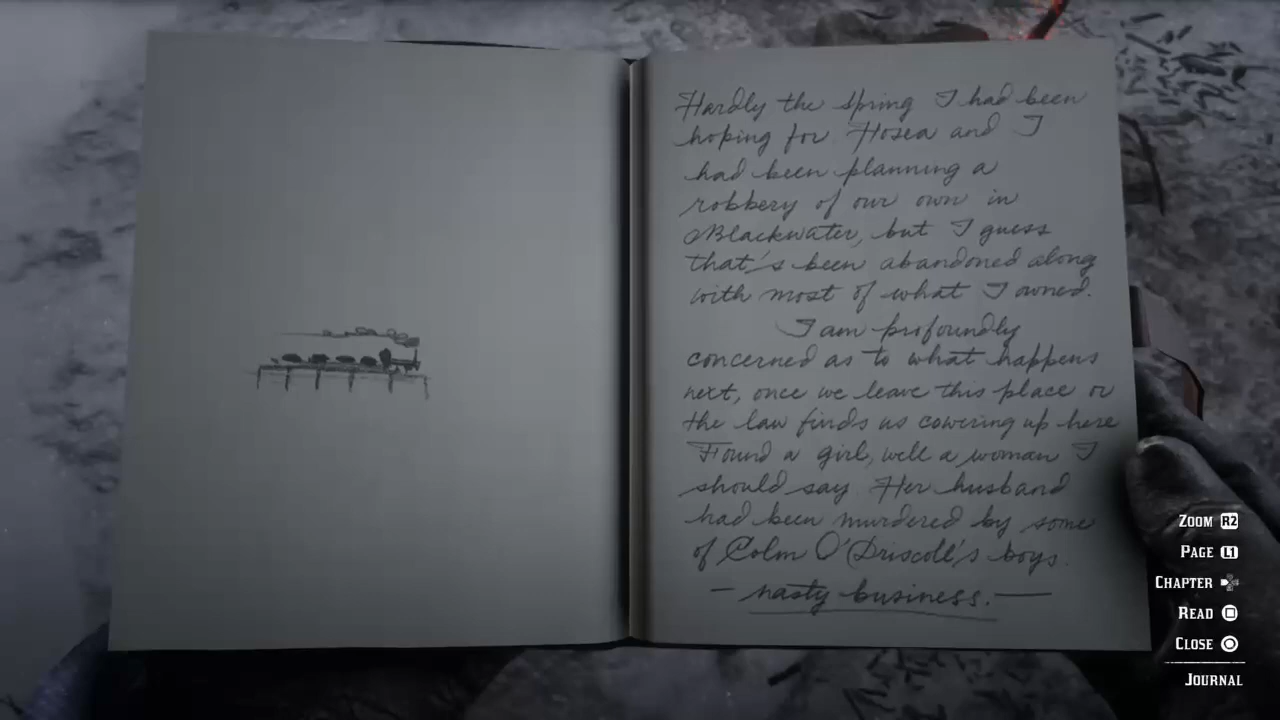 Hardly the spring I had been
hoping for. Hosea and I
had been planning a
robbery of our own in
Blackwater, but I guess
that's been abandoned along
with most of what I owned.
I am profoundly
concerned as to what happens
next, once we leave this place or
the law finds us cowering up here
Found a girl, well a woman I
should say. Her husband
had been murdered by some
of Colm O'Driscoll's boys.
— nasty business. —
ZOOM R2
PAGE L1
CHAPTER
READ
CLOSE
JOURNAL